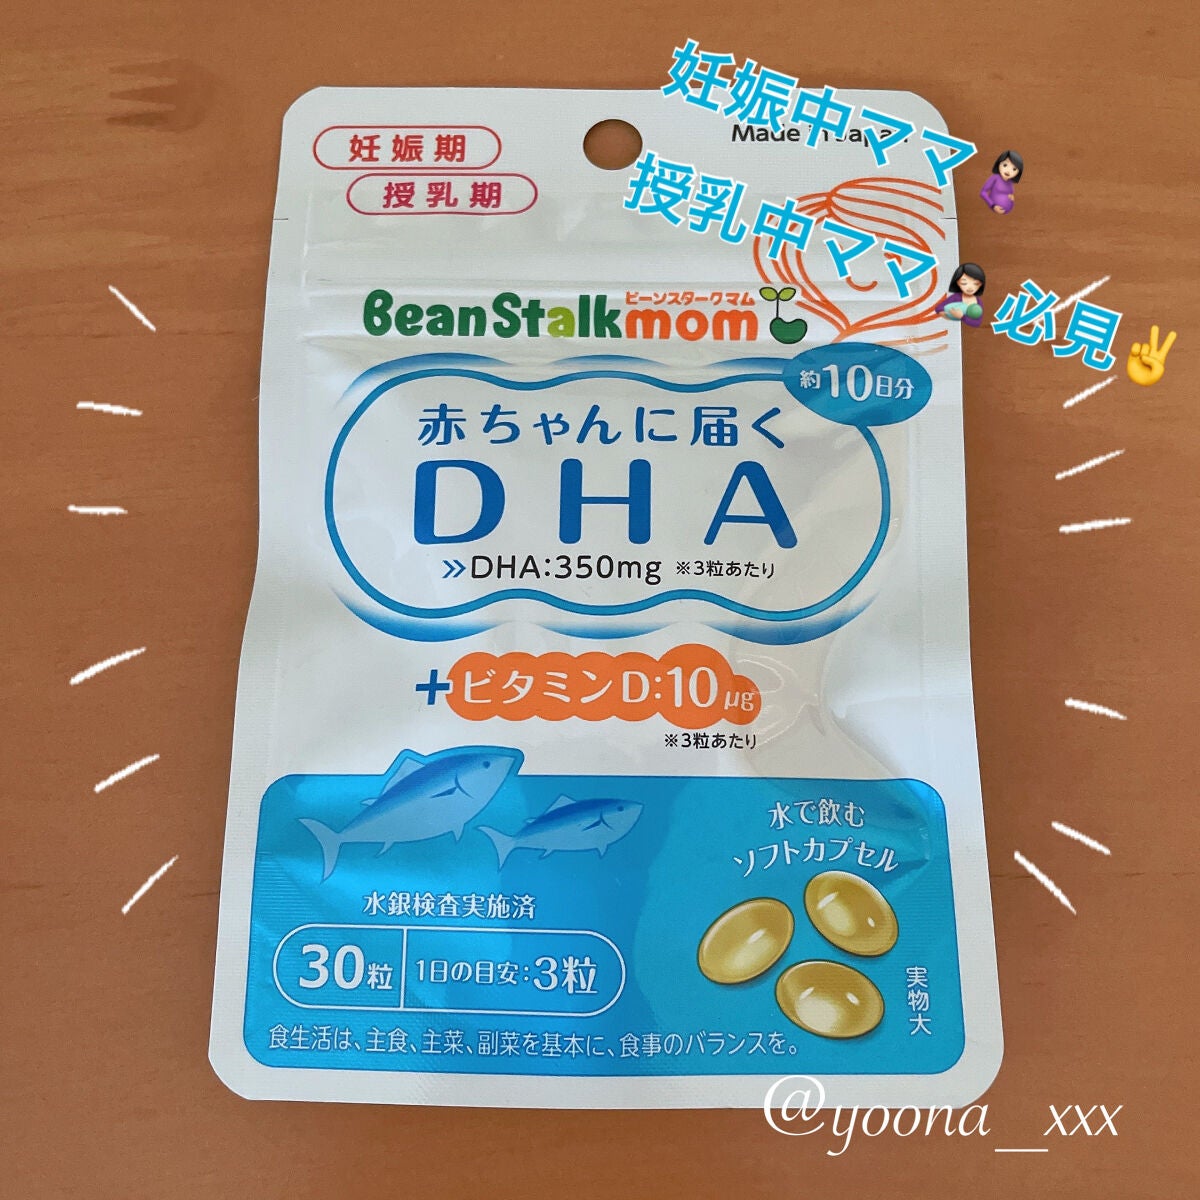 妊娠中ママ🤰🏻
授乳中ママ🤱🏻必見✌️
妊娠期
授乳期
Made in Japan
ビーンスタークマム
BeanStalkmom
約10日分
赤ちゃんに届く
DHA
»DHA:350mg ※3粒あたり
+ビタミンD:10μg
※3粒あたり
水で飲む
ソフトカプセル
水銀検査実施済
30粒 1日の目安:3粒
実物大
食生活は、主食、主菜、副菜を基本に、食事のバランスを。
@yoona__xxx